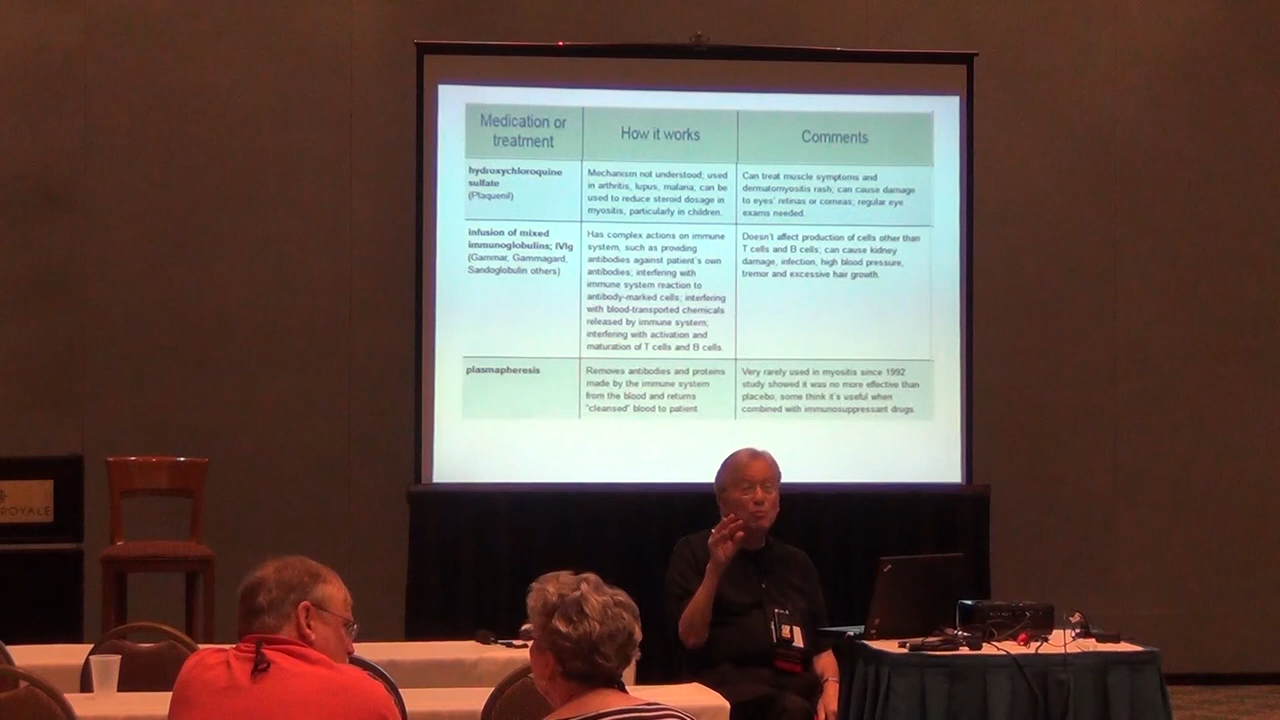 Medication or
treatment
How it works
Comments
hydroxychloroquine
sulfate
(Plaquenil)
Mechanism not understood; used
in arthritis, lupus, malaria; can be
used to reduce steroid dosage in
myositis, particularly in children.
Can treat muscle symptoms and
dermatomyositis rash; can cause damage
to eyes' retinas or corneas; regular eye
exams needed.
infusion of mixed
immunoglobulins; IVIg
(Gammar, Gammagard,
Sandoglobulin others)
Has complex actions on immune
system, such as providing
antibodies against patient's own
antibodies; interfering with
immune system reaction to
antibody-marked cells; interfering
with blood-transported chemicals
released by immune system;
interfering with activation and
maturation of T cells and B cells.
Doesn't affect production of cells other than
T cells and B cells; can cause kidney
damage, infection, high blood pressure,
tremor and excessive hair growth.
plasmapheresis
Removes antibodies and proteins
made by the immune system
from the blood and returns
"cleansed" blood to patient.
Very rarely used in myositis since 1992
study showed it was no more effective than
placebo, some think it's useful when
combined with immunosuppressant drugs.
ROYALE